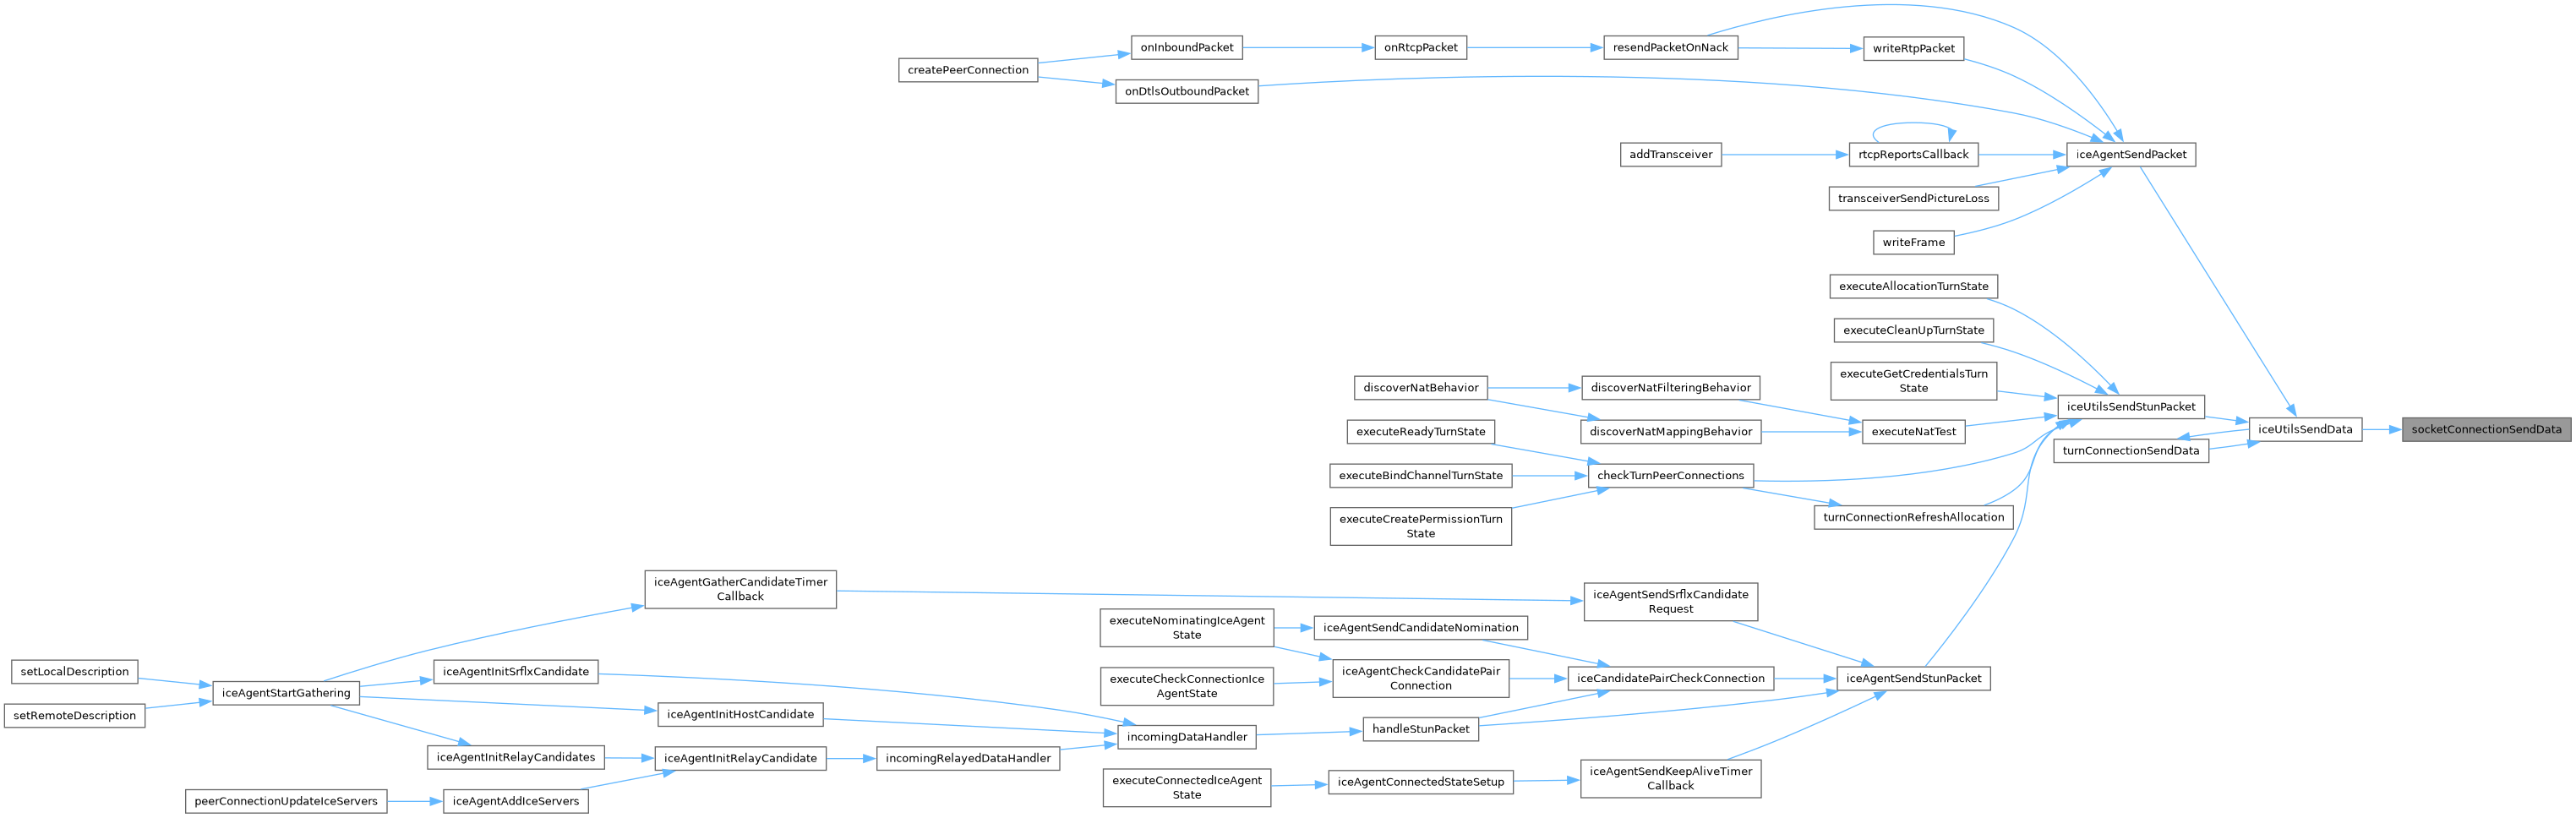 onInboundPacket
onRtcpPacket
resendPacketOnNack
writeRtpPacket
createPeerConnection
onDtlsOutboundPacket
addTransceiver
rtcpReportsCallback
iceAgentSendPacket
transceiverSendPictureLoss
writeFrame
executeAllocationTurnState
executeCleanUpTurnState
executeGetCredentialsTurn
State
discoverNatBehavior
discoverNatFilteringBehavior
iceUtilsSendStunPacket
executeReadyTurnState
discoverNatMappingBehavior
executeNatTest
iceUtilsSendData
socketConnectionSendData
turnConnectionSendData
executeBindChannelTurnState
checkTurnPeerConnections
executeCreatePermissionTurn
State
turnConnectionRefreshAllocation
iceAgentGatherCandidateTimer
Callback
iceAgentSendSrflxCandidate
Request
executeNominatingIceAgent
State
iceAgentSendCandidateNomination
setLocalDescription
iceAgentInitSrflxCandidate
executeCheckConnectionIce
AgentState
iceAgentCheckCandidatePair
Connection
iceCandidatePairCheckConnection
iceAgentSendStunPacket
iceAgentStartGathering
setRemoteDescription
iceAgentInitHostCandidate
incomingDataHandler
handleStunPacket
iceAgentInitRelayCandidates
iceAgentInitRelayCandidate
incomingRelayedDataHandler
executeConnectedIceAgent
State
iceAgentConnectedStateSetup
iceAgentSendKeepAliveTimer
Callback
peerConnectionUpdateIceServers
iceAgentAddIceServers